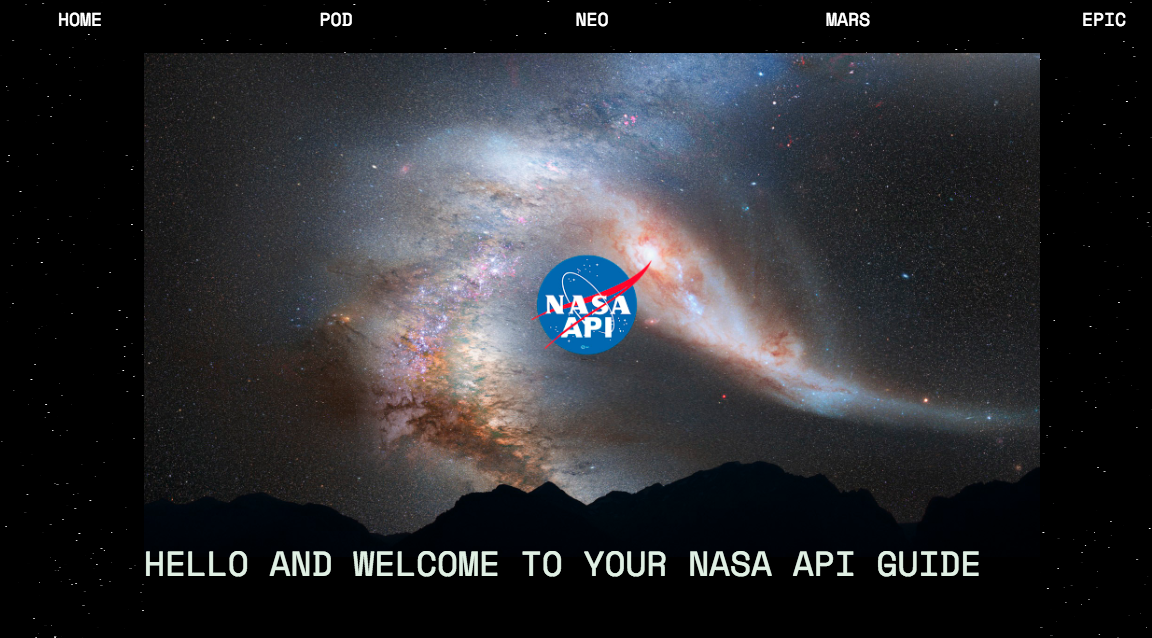 HOME POD NEO MARS EPIC
NASA
API
HELLO AND WELCOME TO YOUR NASA API GUIDE